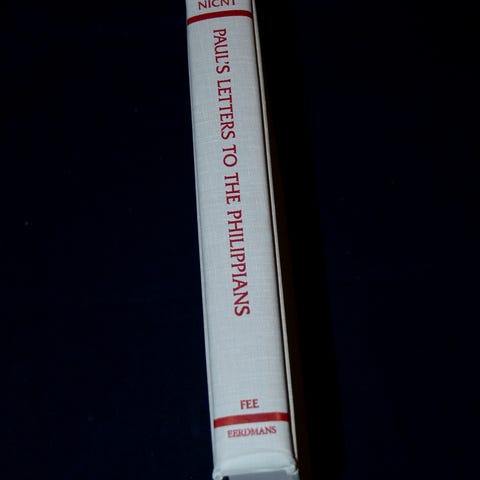 NICNT
PAUL'S LETTERS TO THE PHILIPPIANS
FEE
EERDMANS